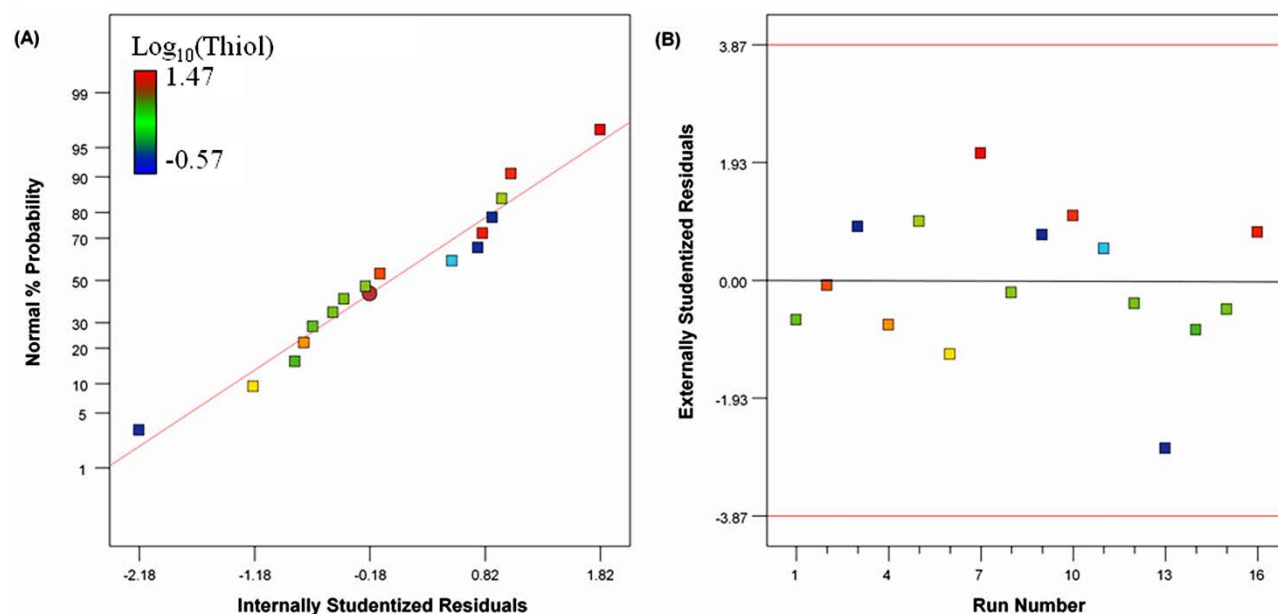 (A)
Log10(Thiol)
1.47
-0.57
Normal % Probability
99
95
90
80
70
50
30
20
10
5
1
-2.18 -1.18 -0.18 0.82 1.82
Internally Studentized Residuals
(B)
Externally Studentized Residuals
3.87
1.93
0.00
-1.93
-3.87
1 4 7 10 13 16
Run Number